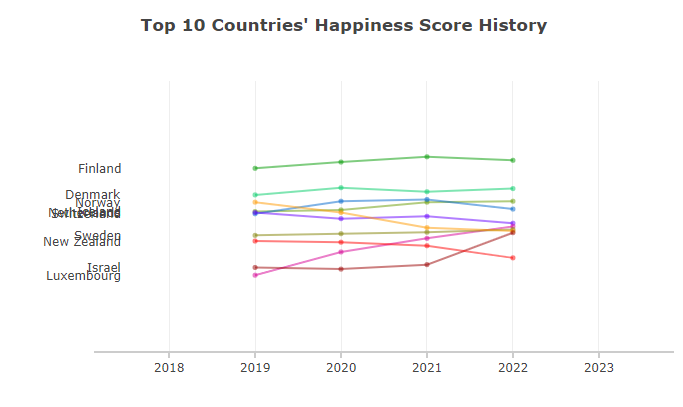 Top 10 Countries' Happiness Score History
Finland
Denmark
Norway
Sweden
New Zealand
Israel
Luxembourg
2018 2019 2020 2021 2022 2023